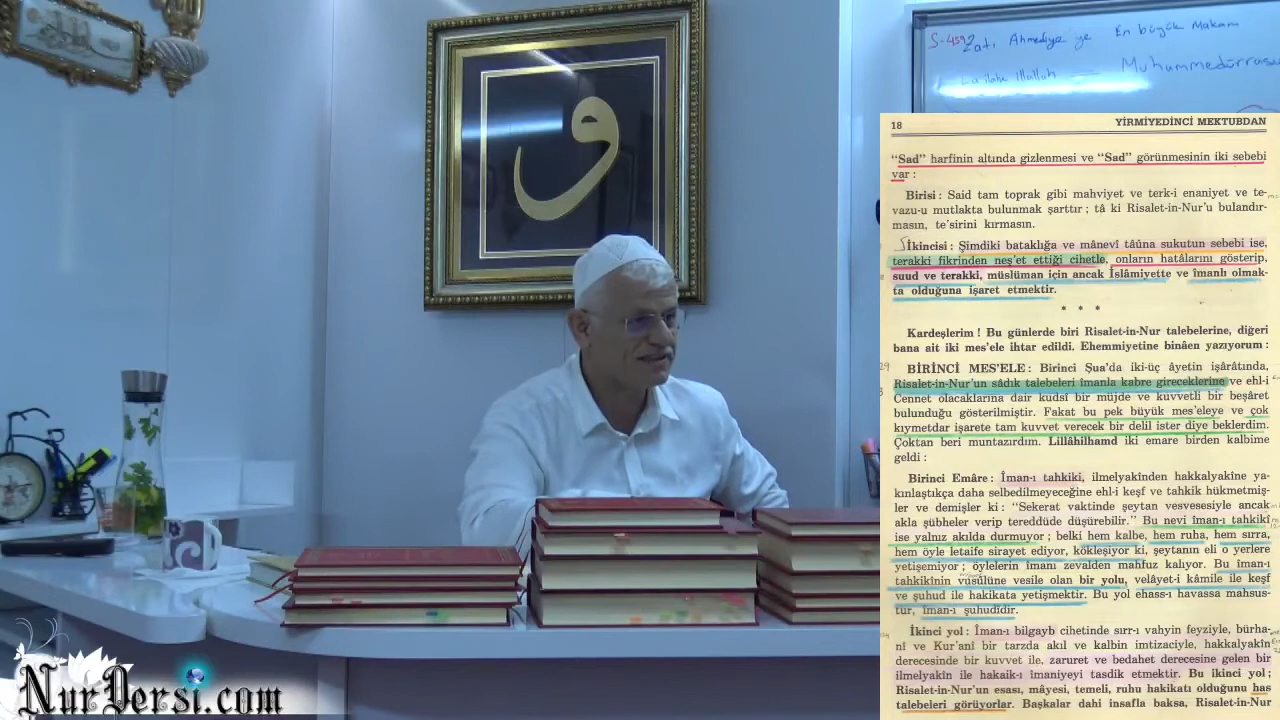 و
S-4592
Zatı Ahmediye ye En büyük Makam
La ilahe illallah — Muhammedürrasu
18 YİRMİYEDİNCİ MEKTUBDAN
“Sad” harfinin altında gizlenmesi ve “Sad” görünmesinin iki sebebi
var :
Birisi : Said tam toprak gibi mahviyet ve terk-i enaniyet ve te-
vazu-u mutlakta bulunmak şarttır ; tâ ki Risalet-in-Nur'u bulandır-
masın, te'sirini kırmasın.
İkincisi : Şimdiki bataklığa ve mânevî tâûna sukutun sebebi ise,
terakki fikrinden neş'et ettiği cihetle, onların hatâlarını gösterip,
suud ve terakki, müslüman için ancak İslâmiyette ve îmanlı olmak-
ta olduğuna işaret etmektir.
* * *
Kardeşlerim ! Bu günlerde biri Risalet-in-Nur talebelerine, diğeri
bana ait iki mes'ele ihtar edildi. Ehemmiyetine binâen yazıyorum :
BİRİNCİ MES'ELE : Birinci Şua'da iki-üç âyetin işârâtında,
Risalet-in-Nur'un sâdık talebeleri îmanla kabre gireceklerine ve ehl-i
Cennet olacaklarına dair kudsî bir müjde ve kuvvetli bir beşâret
bulunduğu gösterilmiştir. Fakat bu pek büyük mes'eleye ve çok
kıymetdar işarete tam kuvvet verecek bir delil ister diye beklerdim.
Çoktan beri muntazırdım. Lillâhilhamd iki emare birden kalbime
geldi :
Birinci Emâre : Îman-ı tahkikî, ilmelyakînden hakkalyakîne ya-
kınlaştıkça daha selbedilmeyeceğine ehl-i keşf ve tahkik hükmetmiş-
ler ve demişler ki : “Sekerat vaktinde şeytan vesvesesiyle ancak
akla şübheler verip tereddüde düşürebilir.” Bu nevi îman-ı tahkikî
ise yalnız akılda durmuyor ; belki hem kalbe, hem ruha, hem sırra,
hem öyle letaife sirayet ediyor, kökleşiyor ki, şeytanın eli o yerlere
yetişemiyor ; öylelerin îmanı zevalden mahfuz kalıyor. Bu îman-ı
tahkikînin vüsûlüne vesile olan bir yolu, velâyet-i kâmile ile keşf
ve şuhud ile hakikata yetişmektir. Bu yol ehass-ı havassa mahsus-
tur, îman-ı şuhudîdir.
İkinci yol : Îman-ı bilgayb cihetinde sırr-ı vahyin feyziyle, bürha-
nî ve Kur'anî bir tarzda akıl ve kalbin imtizaciyle, hakkalyakîn
derecesinde bir kuvvet ile, zaruret ve bedahet derecesine gelen bir
ilmelyakîn ile hakaik-ı imaniyeyi tasdik etmektir. Bu ikinci yol ;
Risalet-in-Nur'un esası, mâyesi, temeli, ruhu hakikatı olduğunu has
talebeleri görüyorlar. Başkalar dahi insafla baksa, Risalet-in-Nur
NurDersi.com